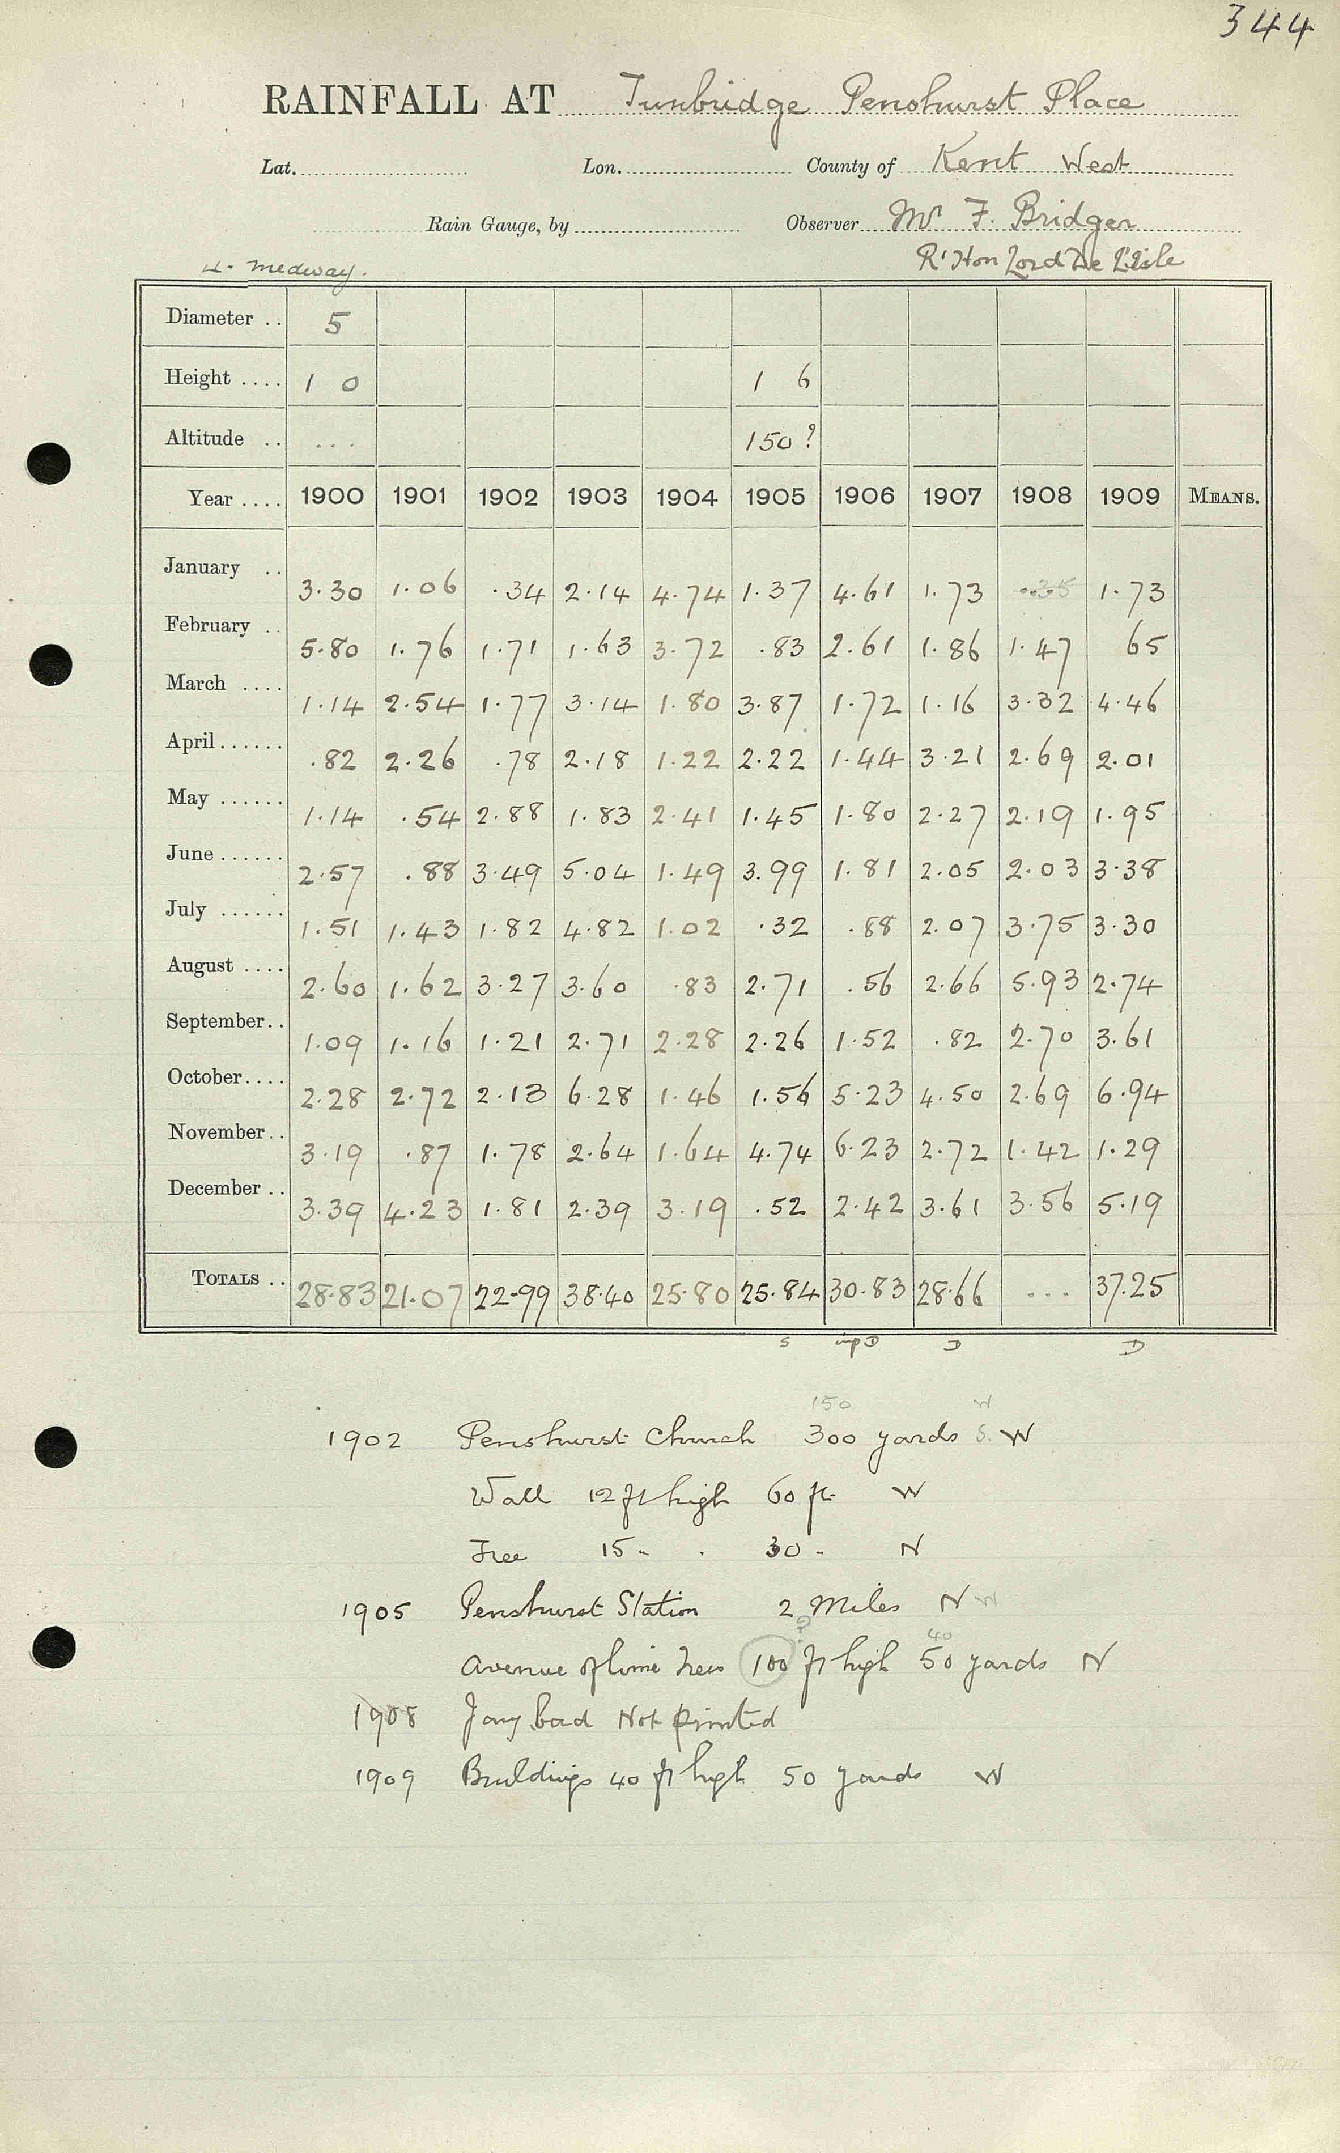 344
RAINFALL AT Tunbridge Penshurst Place
Lat. Lon. County of Kent West
Rain Gauge, by Observer Mr F. Bridger
Rt Hon Lord De L'Isle
Medway.
Diameter .. 5
Height .... 1 0 1 6
Altitude .. ... 150?
Year .... 1900 1901 1902 1903 1904 1905 1906 1907 1908 1909 MEANS.
January .. 3.30 1.06 .34 2.14 4.74 1.37 4.61 1.73 1.73
February .. 5.80 1.76 1.71 1.63 3.72 .83 2.61 1.86 1.47 65
March .... 1.14 2.54 1.77 3.14 1.80 3.87 1.72 1.16 3.32 4.46
April ...... .82 2.26 .78 2.18 1.22 2.22 1.44 3.21 2.69 2.01
May ...... 1.14 .54 2.88 1.83 2.41 1.45 1.80 2.27 2.19 1.95
June ...... 2.57 .88 3.49 5.04 1.49 3.99 1.81 2.05 2.03 3.38
July ...... 1.51 1.43 1.82 4.82 1.02 .32 .88 2.07 3.75 3.30
August .... 2.60 1.62 3.27 3.60 .83 2.71 .56 2.66 5.93 2.74
September.. 1.09 1.16 1.21 2.71 2.28 2.26 1.52 .82 2.70 3.61
October.... 2.28 2.72 2.13 6.28 1.46 1.56 5.23 4.50 2.69 6.94
November.. 3.19 .87 1.78 2.64 1.64 4.74 6.23 2.72 1.42 1.29
December .. 3.39 4.23 1.81 2.39 3.19 .52 2.42 3.61 3.56 5.19
TOTALS .. 28.83 21.07 22.99 38.40 25.80 25.84 30.83 28.66 ... 37.25
S imp D D D
150 W
1902 Penshurst Church 300 yards S. W
Wall 12 ft high 60 ft. W
Tree 15 " " 30 " N
1905 Penshurst Station 2 Miles N W
? 40
Avenue of lime trees 100 ft high 50 yards N
1908 Jany bad Not printed
1909 Buildings 40 ft high 50 yards W